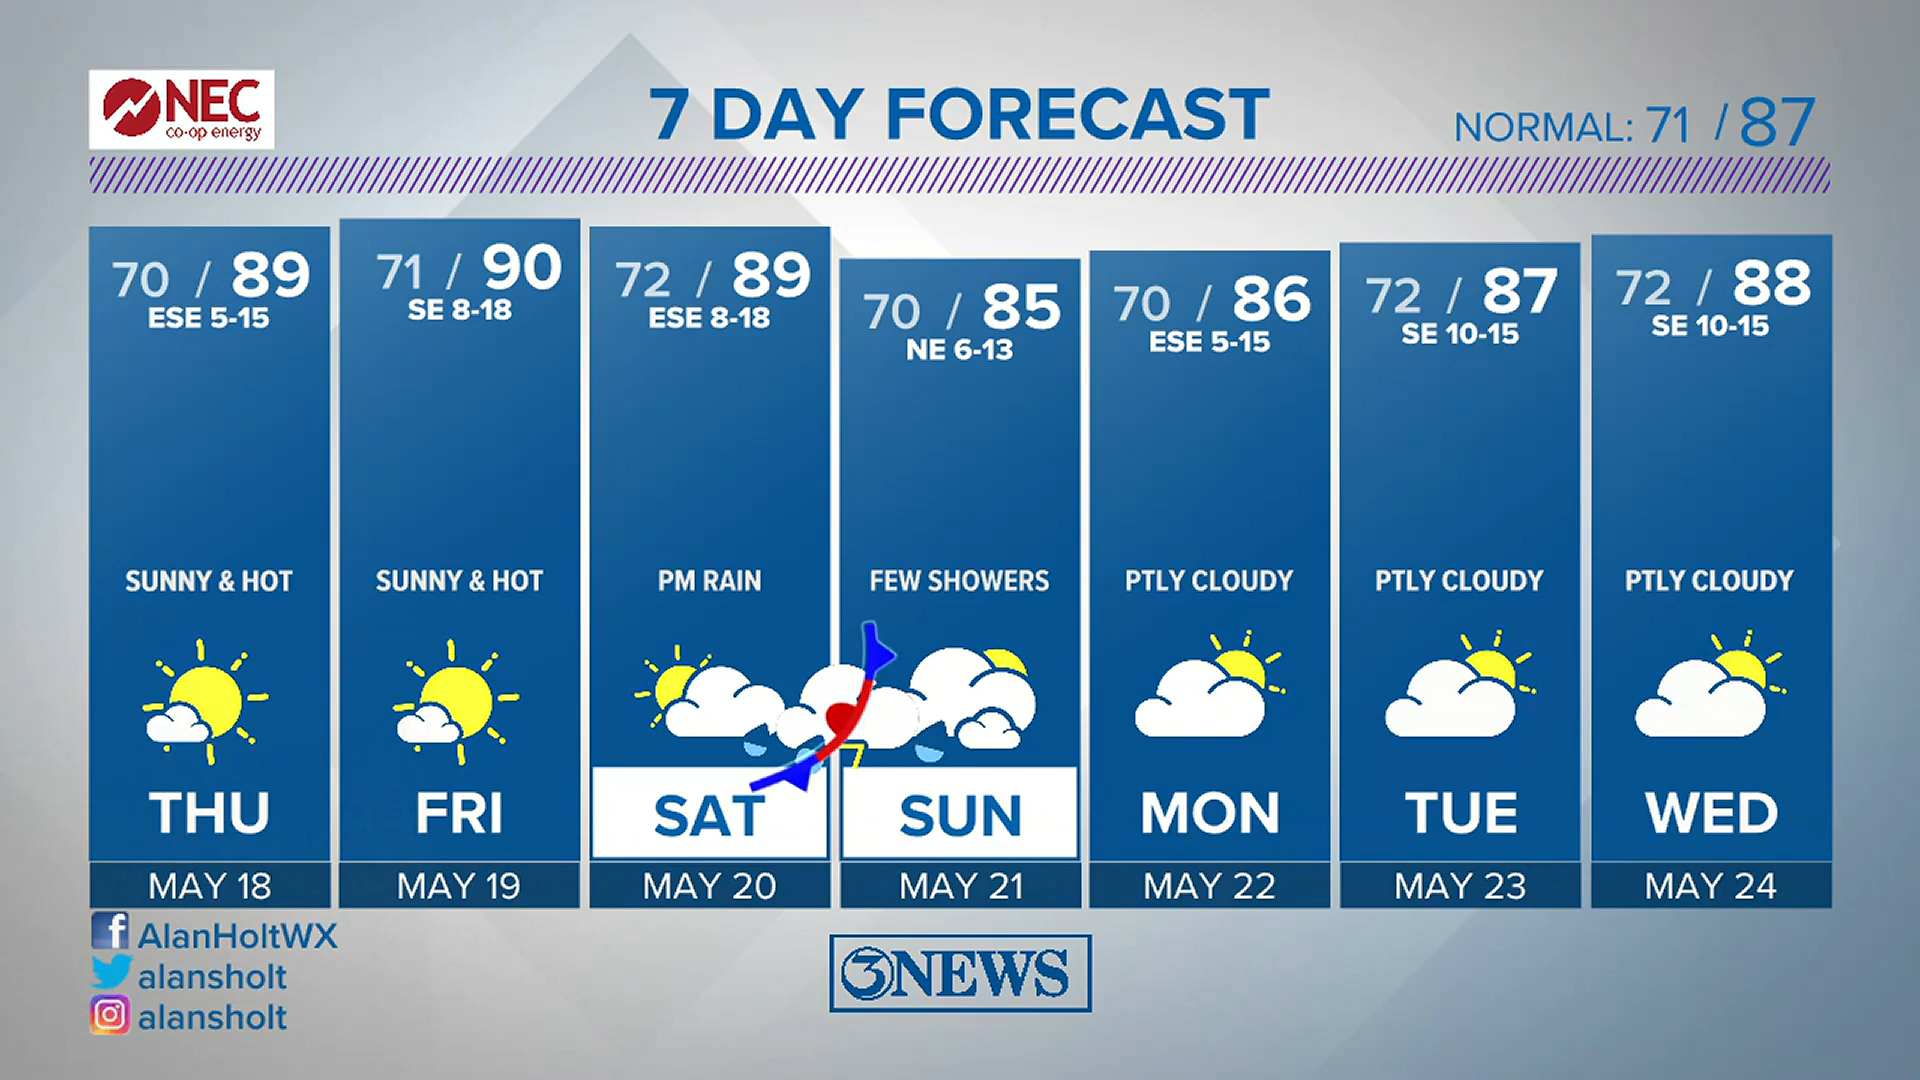 NEC
co-op energy
7 DAY FORECAST
NORMAL: 71 / 87
70 / 89
ESE 5-15
SUNNY & HOT
THU
MAY 18
71 / 90
SE 8-18
SUNNY & HOT
FRI
MAY 19
72 / 89
ESE 8-18
PM RAIN
SAT
MAY 20
70 / 85
NE 6-13
FEW SHOWERS
SUN
MAY 21
70 / 86
ESE 5-15
PTLY CLOUDY
MON
MAY 22
72 / 87
SE 10-15
PTLY CLOUDY
TUE
MAY 23
72 / 88
SE 10-15
PTLY CLOUDY
WED
MAY 24
f AlanHoltWX
alansholt
alansholt
3NEWS